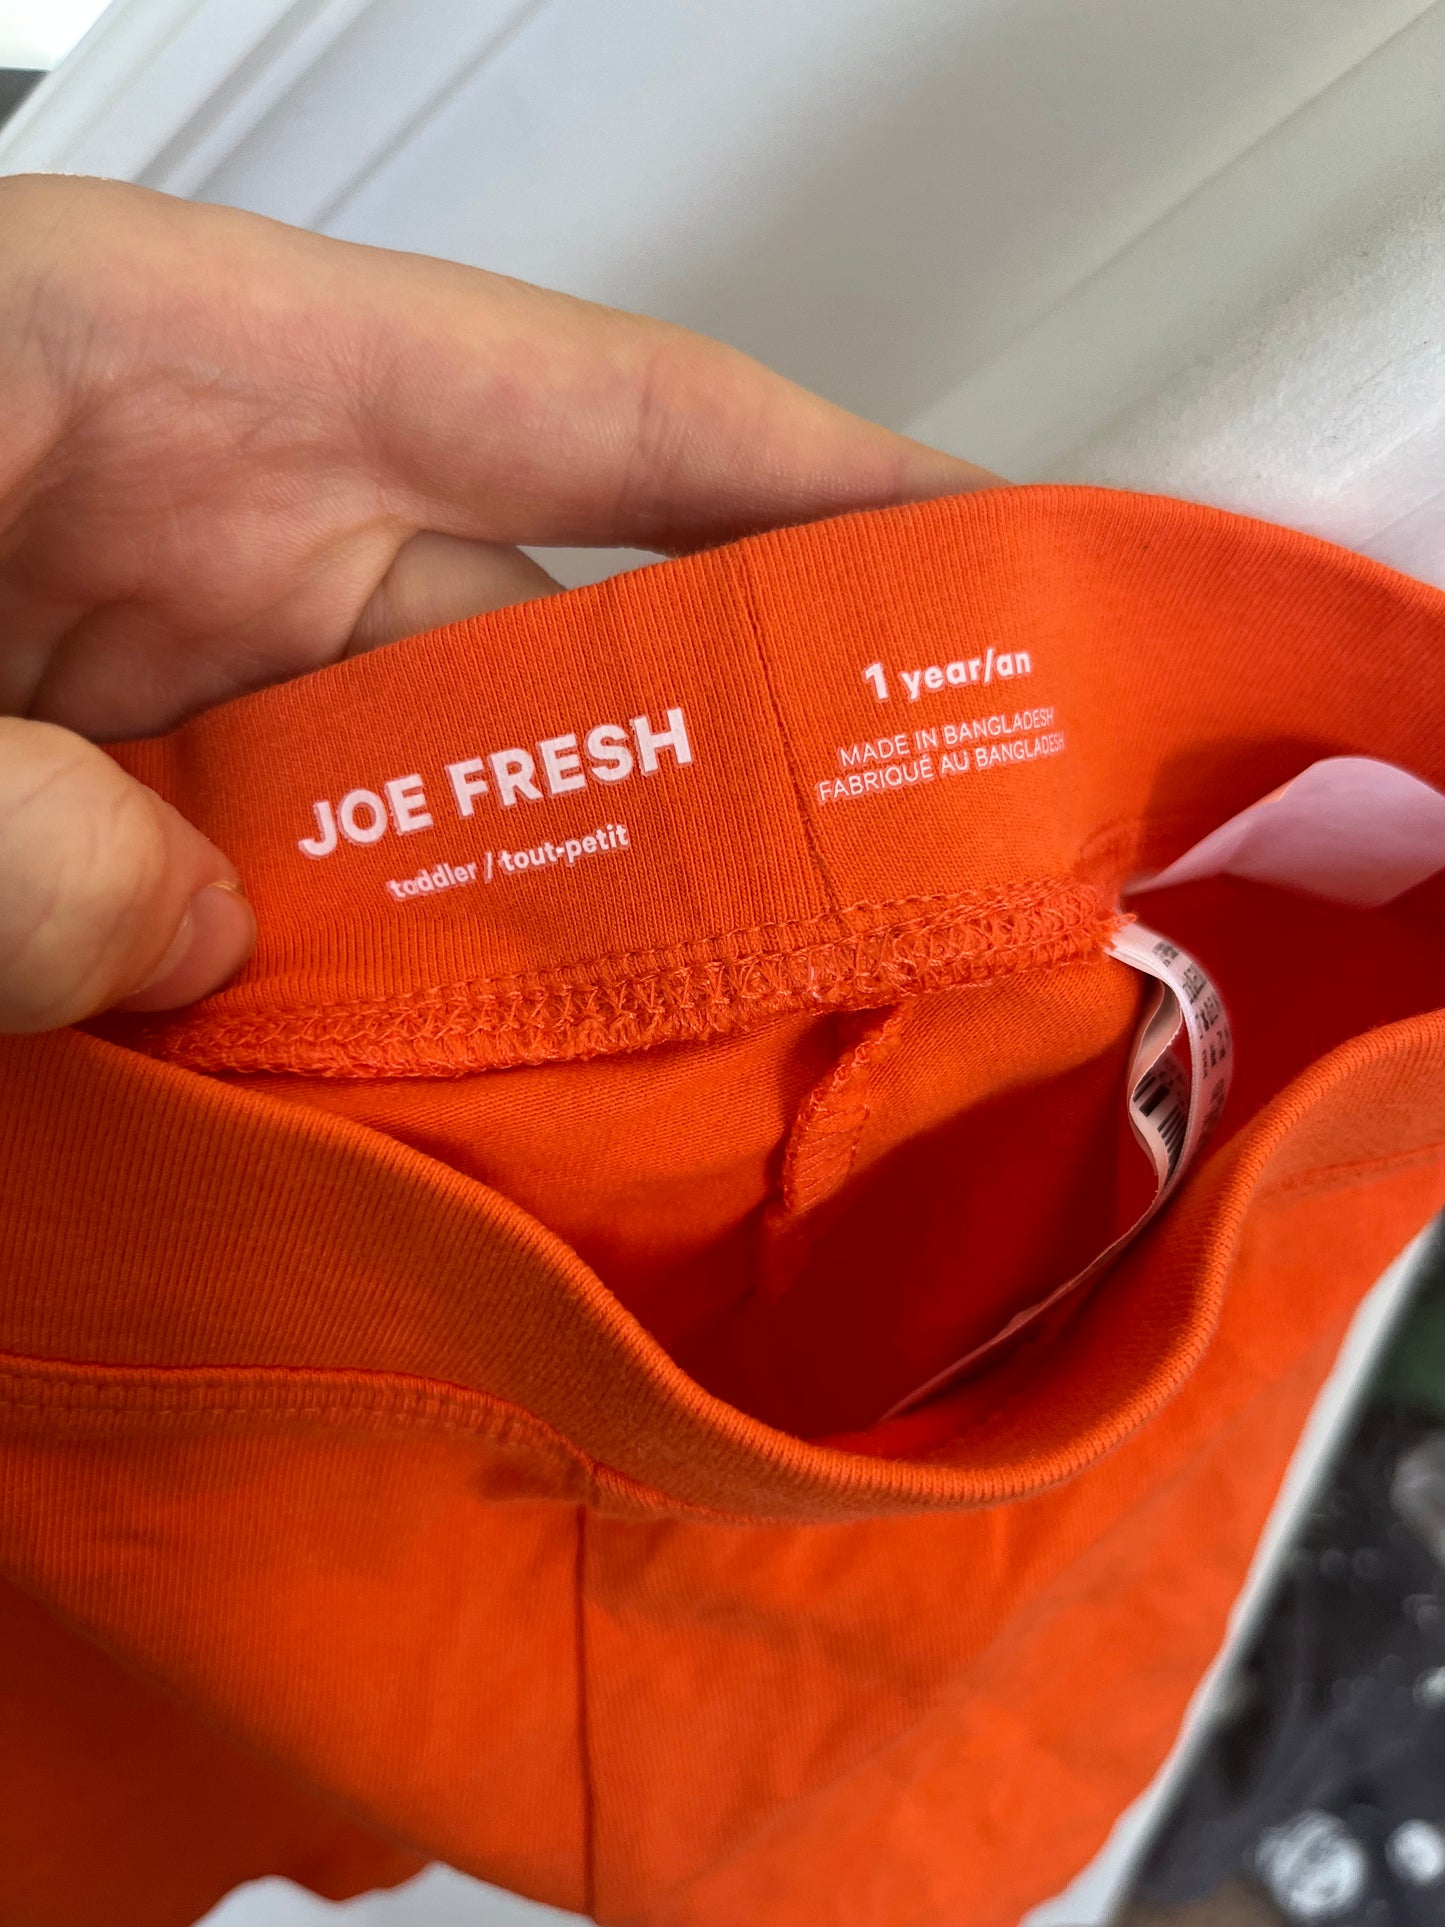 JOE FRESH
toddler / tout-petit
1 year/an
MADE IN BANGLADESH
FABRIQUÉ AU BANGLADESH